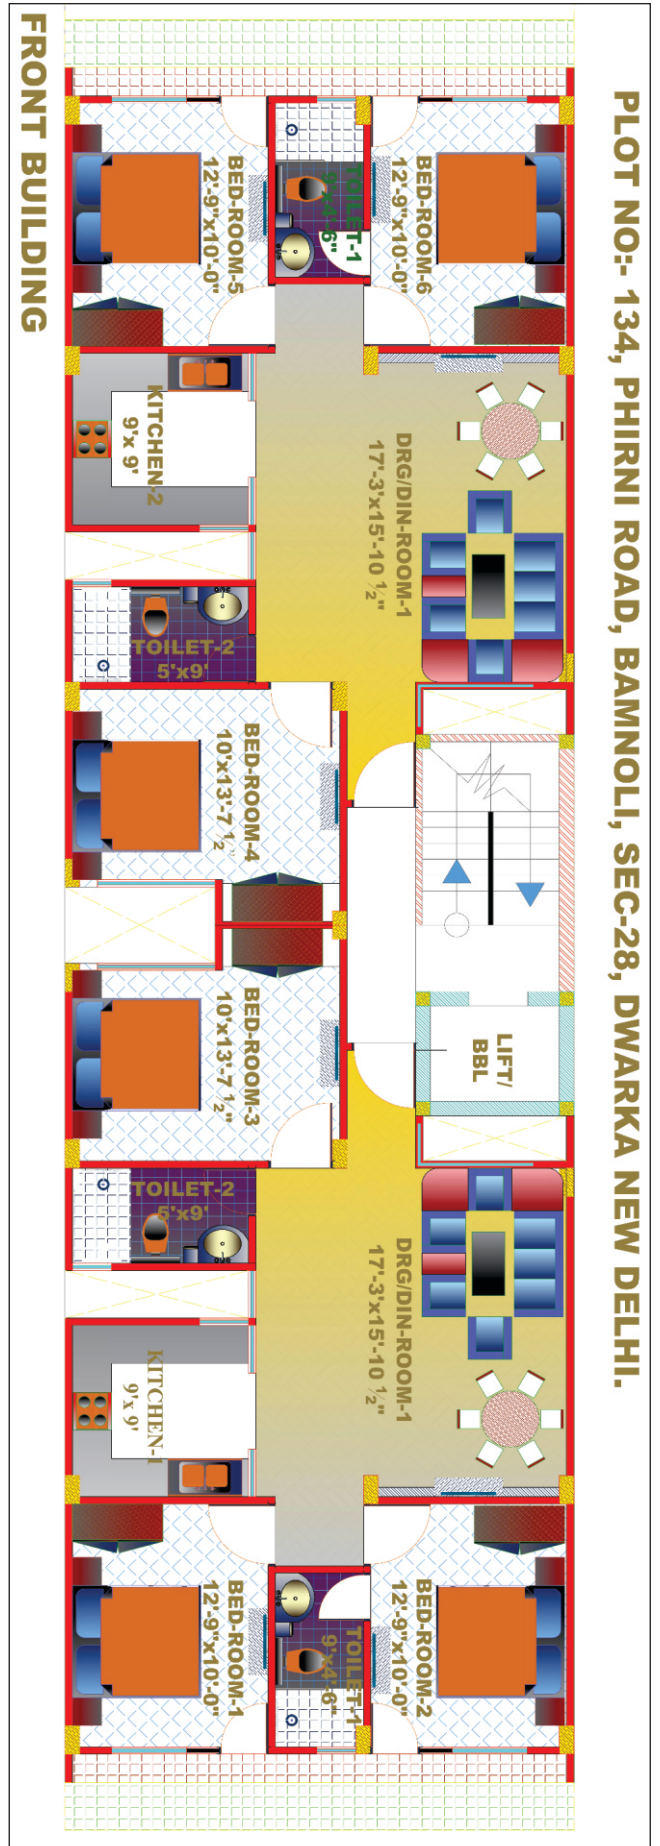 PLOT NO:- 134, PHIRNI ROAD, BAMNOLI, SEC-28, DWARKA NEW DELHI.
BED-ROOM-6
12'-9"x10'-0"
TOILET-1
9'x4'-6"
BED-ROOM-5
12'-9"x10'-0"
DRG/DIN-ROOM-1
17'-3'x15'-10 ½"
KITCHEN-2
9'x 9'
TOILET-2
5'x9'
BED-ROOM-4
10'x13'-7 ½"
LIFT/
BBL
BED-ROOM-3
10'x13'-7 ½"
TOILET-2
5'x9'
DRG/DIN-ROOM-1
17'-3'x15'-10 ½"
KITCHEN-1
9'x 9'
BED-ROOM-2
12'-9"x10'-0"
TOILET-1
9'x4'-6"
BED-ROOM-1
12'-9"x10'-0"
FRONT BUILDING